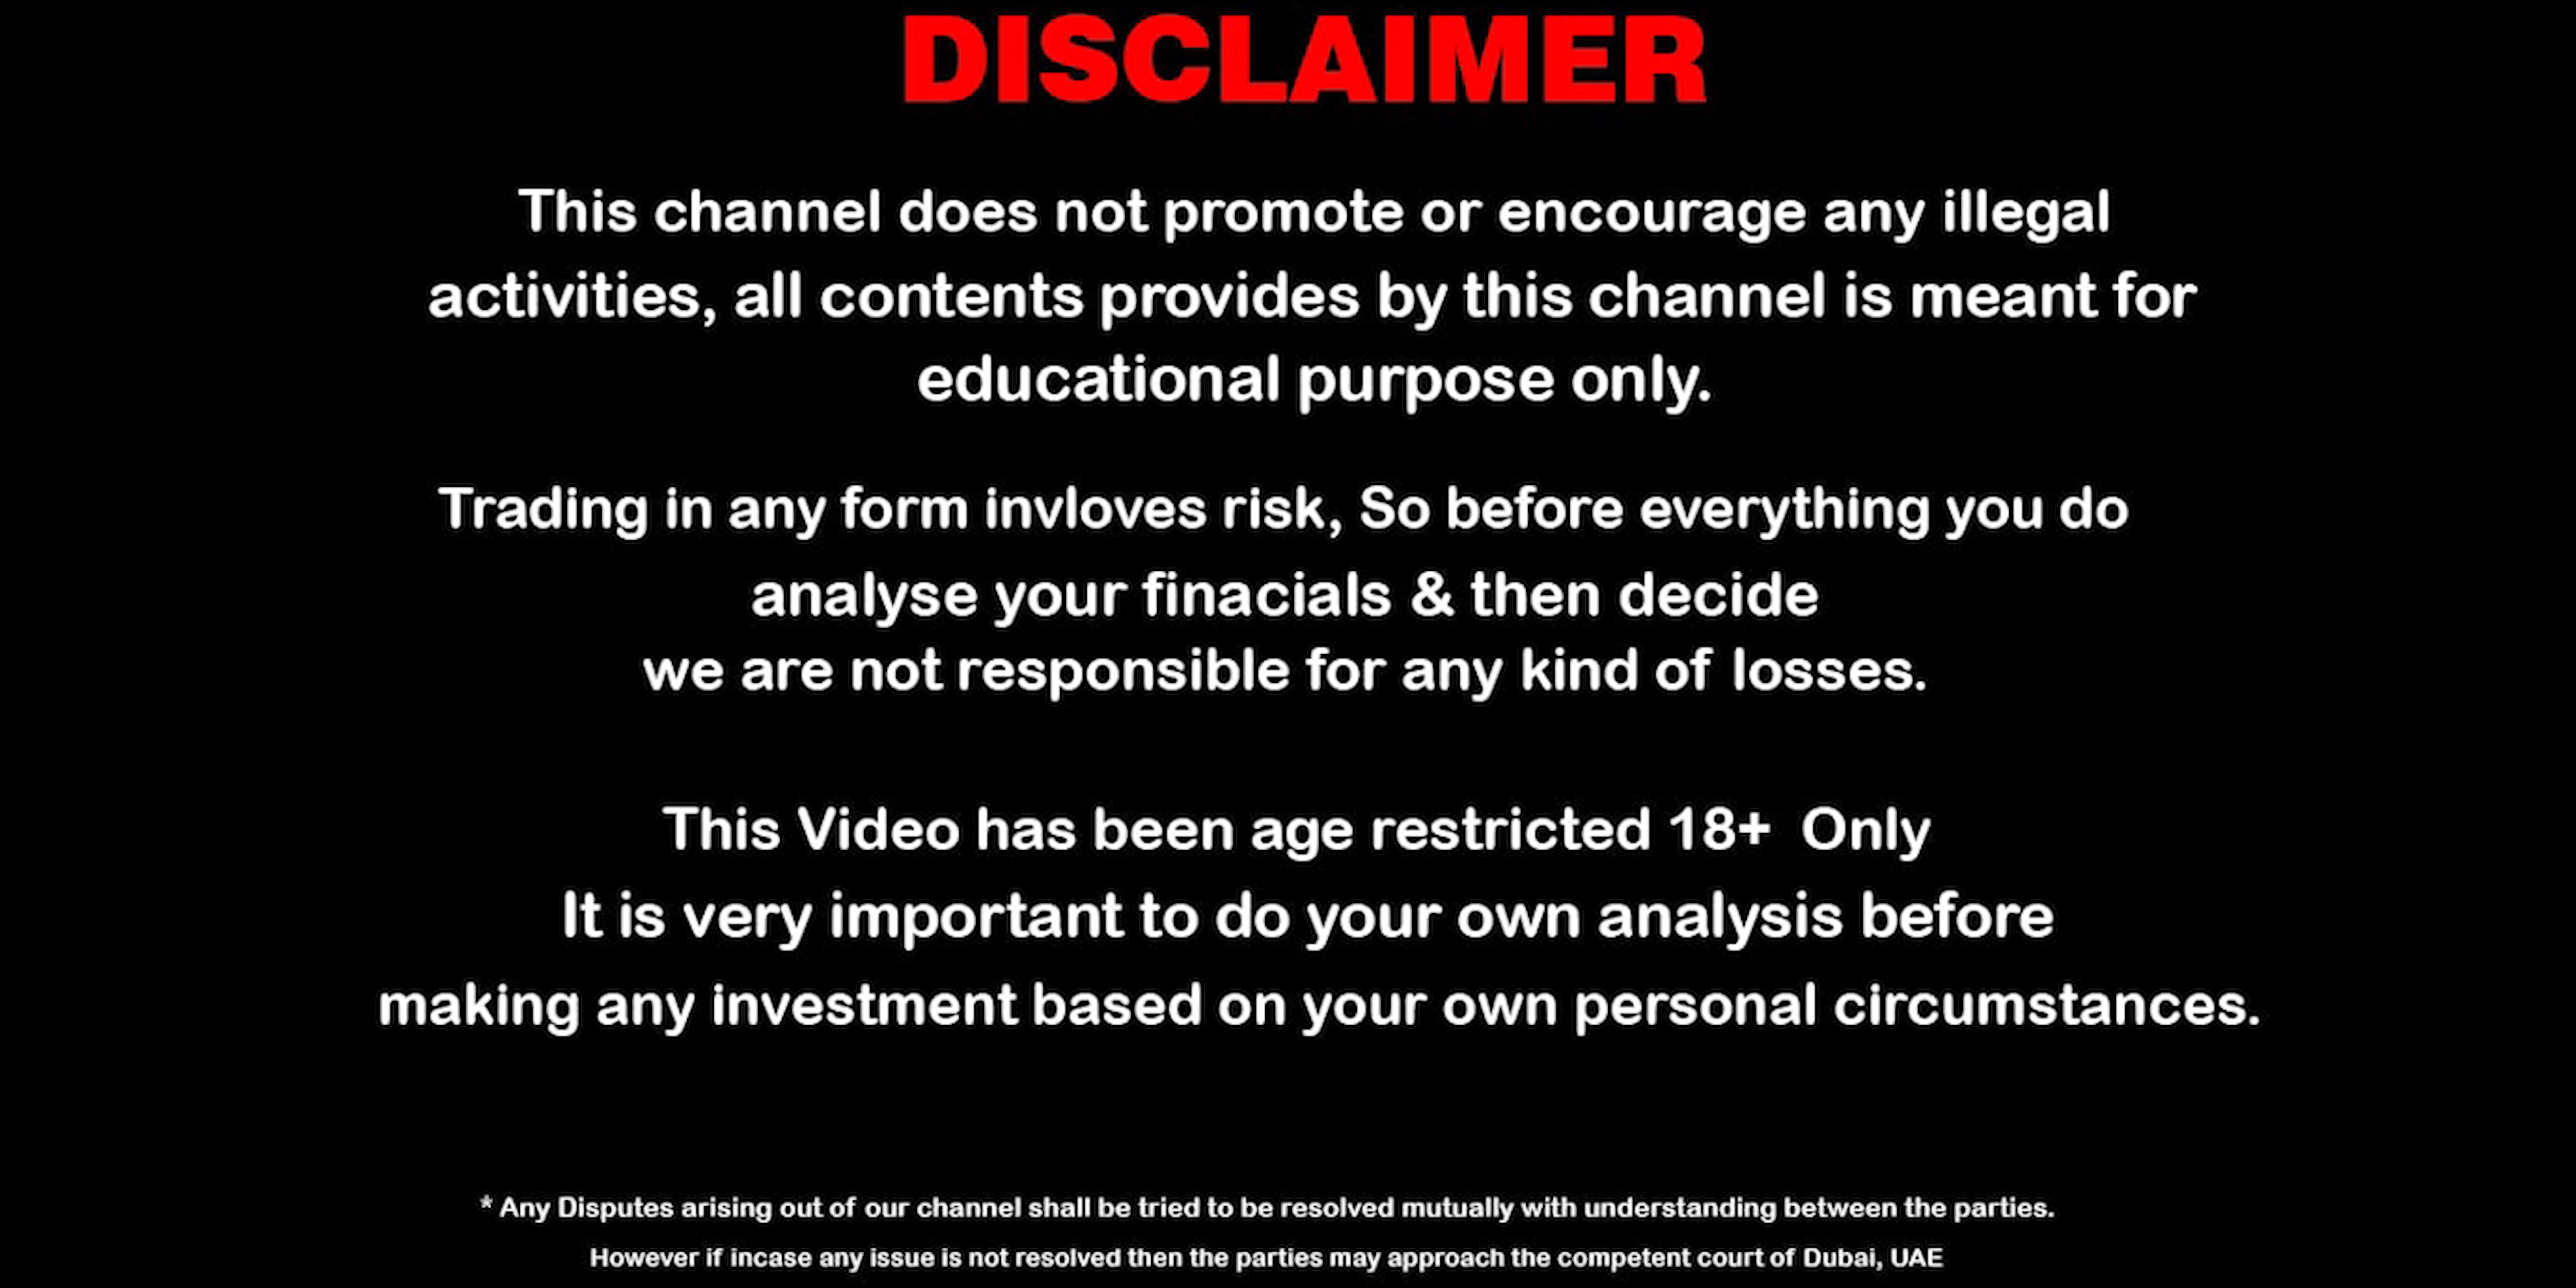 DISCLAIMER
This channel does not promote or encourage any illegal
activities, all contents provides by this channel is meant for
educational purpose only.
Trading in any form invloves risk, So before everything you do
analyse your finacials & then decide
we are not responsible for any kind of losses.
This Video has been age restricted 18+ Only
It is very important to do your own analysis before
making any investment based on your own personal circumstances.
* Any Disputes arising out of our channel shall be tried to be resolved mutually with understanding between the parties.
However if incase any issue is not resolved then the parties may approach the competent court of Dubai, UAE